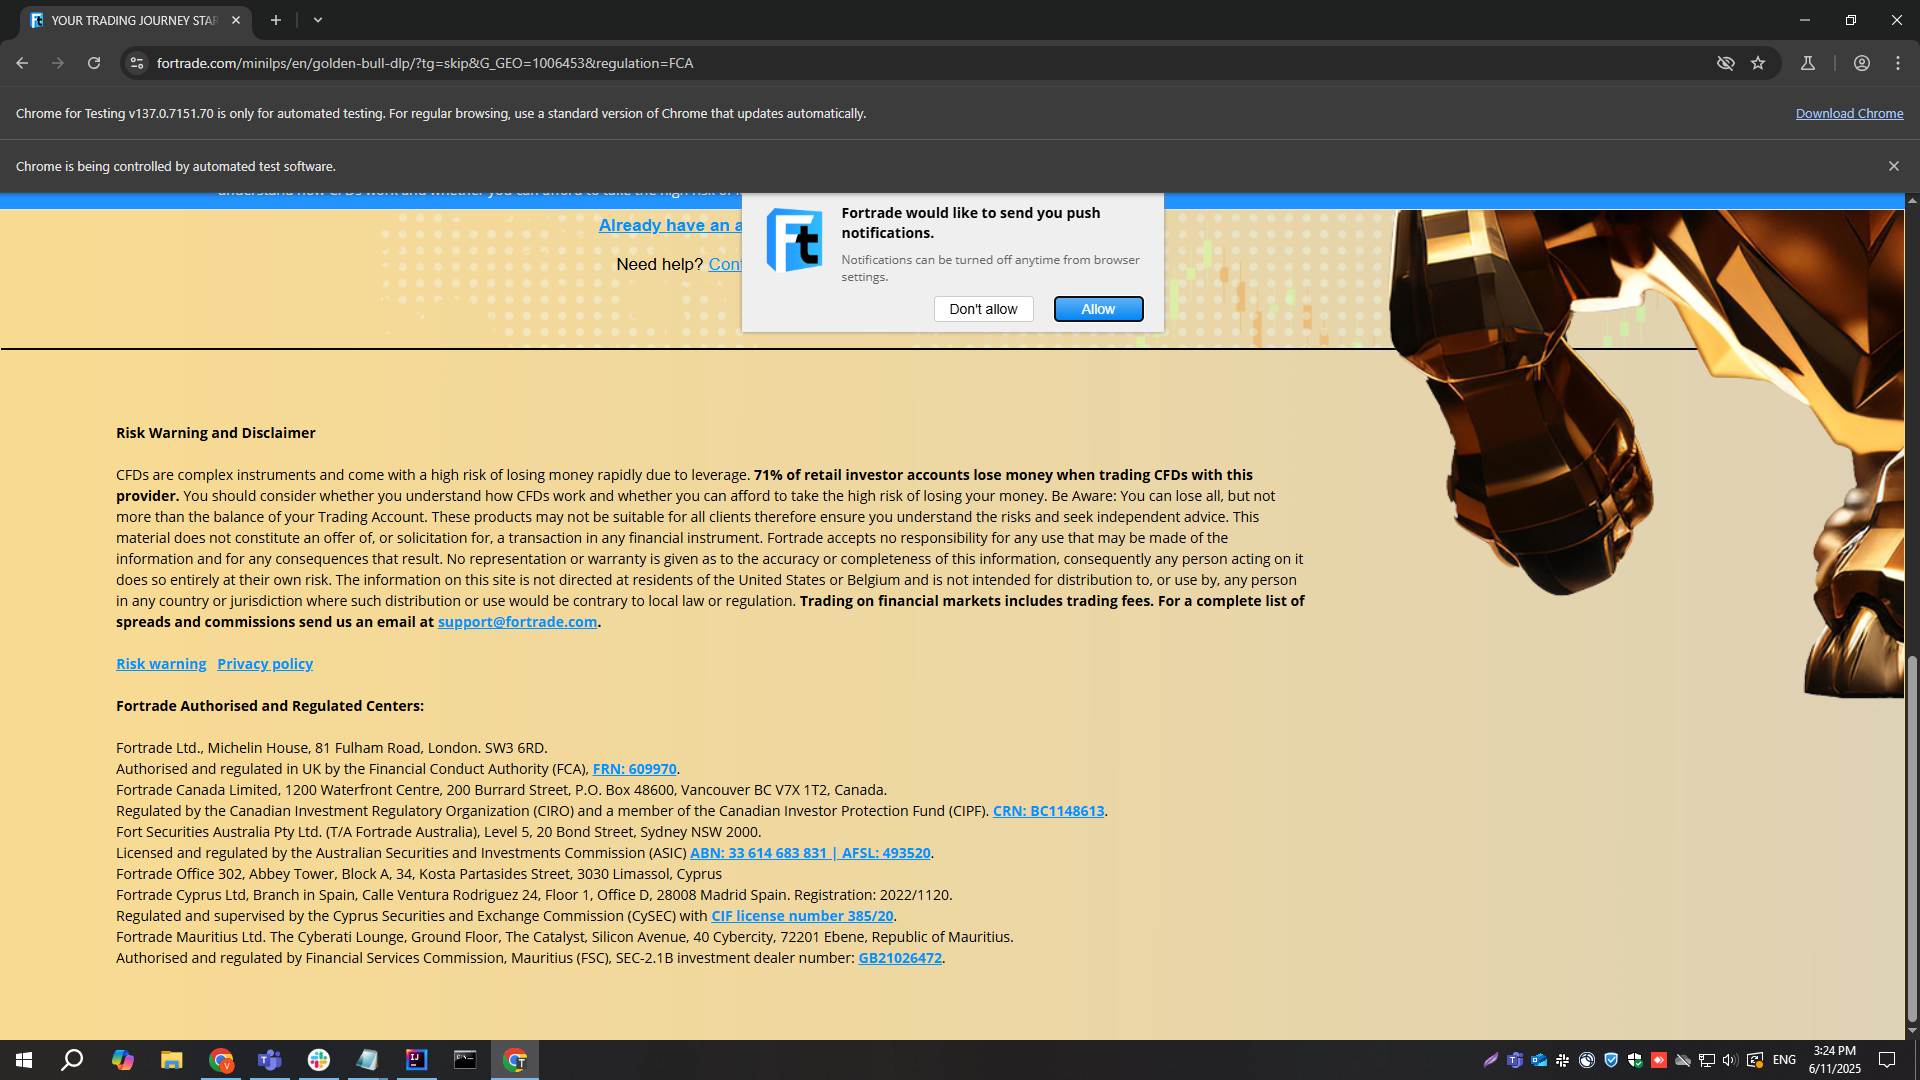 YOUR TRADING JOURNEY STAR
fortrade.com/minilps/en/golden-bull-dlp/?tg=skip&G_GEO=1006453&regulation=FCA
Chrome for Testing v137.0.7151.70 is only for automated testing. For regular browsing, use a standard version of Chrome that updates automatically.
Download Chrome
Chrome is being controlled by automated test software.
understand how CFDs work and whether you can afford to take the high risk of
Already have an a
Need help? Cont
Ft
Fortrade would like to send you push
notifications.
Notifications can be turned off anytime from browser
settings.
Don't allow
Allow
Risk Warning and Disclaimer
CFDs are complex instruments and come with a high risk of losing money rapidly due to leverage. 71% of retail investor accounts lose money when trading CFDs with this
provider. You should consider whether you understand how CFDs work and whether you can afford to take the high risk of losing your money. Be Aware: You can lose all, but not
more than the balance of your Trading Account. These products may not be suitable for all clients therefore ensure you understand the risks and seek independent advice. This
material does not constitute an offer of, or solicitation for, a transaction in any financial instrument. Fortrade accepts no responsibility for any use that may be made of the
information and for any consequences that result. No representation or warranty is given as to the accuracy or completeness of this information, consequently any person acting on it
does so entirely at their own risk. The information on this site is not directed at residents of the United States or Belgium and is not intended for distribution to, or use by, any person
in any country or jurisdiction where such distribution or use would be contrary to local law or regulation. Trading on financial markets includes trading fees. For a complete list of
spreads and commissions send us an email at support@fortrade.com.
Risk warning Privacy policy
Fortrade Authorised and Regulated Centers:
Fortrade Ltd., Michelin House, 81 Fulham Road, London. SW3 6RD.
Authorised and regulated in UK by the Financial Conduct Authority (FCA), FRN: 609970.
Fortrade Canada Limited, 1200 Waterfront Centre, 200 Burrard Street, P.O. Box 48600, Vancouver BC V7X 1T2, Canada.
Regulated by the Canadian Investment Regulatory Organization (CIRO) and a member of the Canadian Investor Protection Fund (CIPF). CRN: BC1148613.
Fort Securities Australia Pty Ltd. (T/A Fortrade Australia), Level 5, 20 Bond Street, Sydney NSW 2000.
Licensed and regulated by the Australian Securities and Investments Commission (ASIC) ABN: 33 614 683 831 | AFSL: 493520.
Fortrade Office 302, Abbey Tower, Block A, 34, Kosta Partasides Street, 3030 Limassol, Cyprus
Fortrade Cyprus Ltd, Branch in Spain, Calle Ventura Rodriguez 24, Floor 1, Office D, 28008 Madrid Spain. Registration: 2022/1120.
Regulated and supervised by the Cyprus Securities and Exchange Commission (CySEC) with CIF license number 385/20.
Fortrade Mauritius Ltd. The Cyberati Lounge, Ground Floor, The Catalyst, Silicon Avenue, 40 Cybercity, 72201 Ebene, Republic of Mauritius.
Authorised and regulated by Financial Services Commission, Mauritius (FSC), SEC-2.1B investment dealer number: GB21026472.
ENG
3:24 PM
6/11/2025